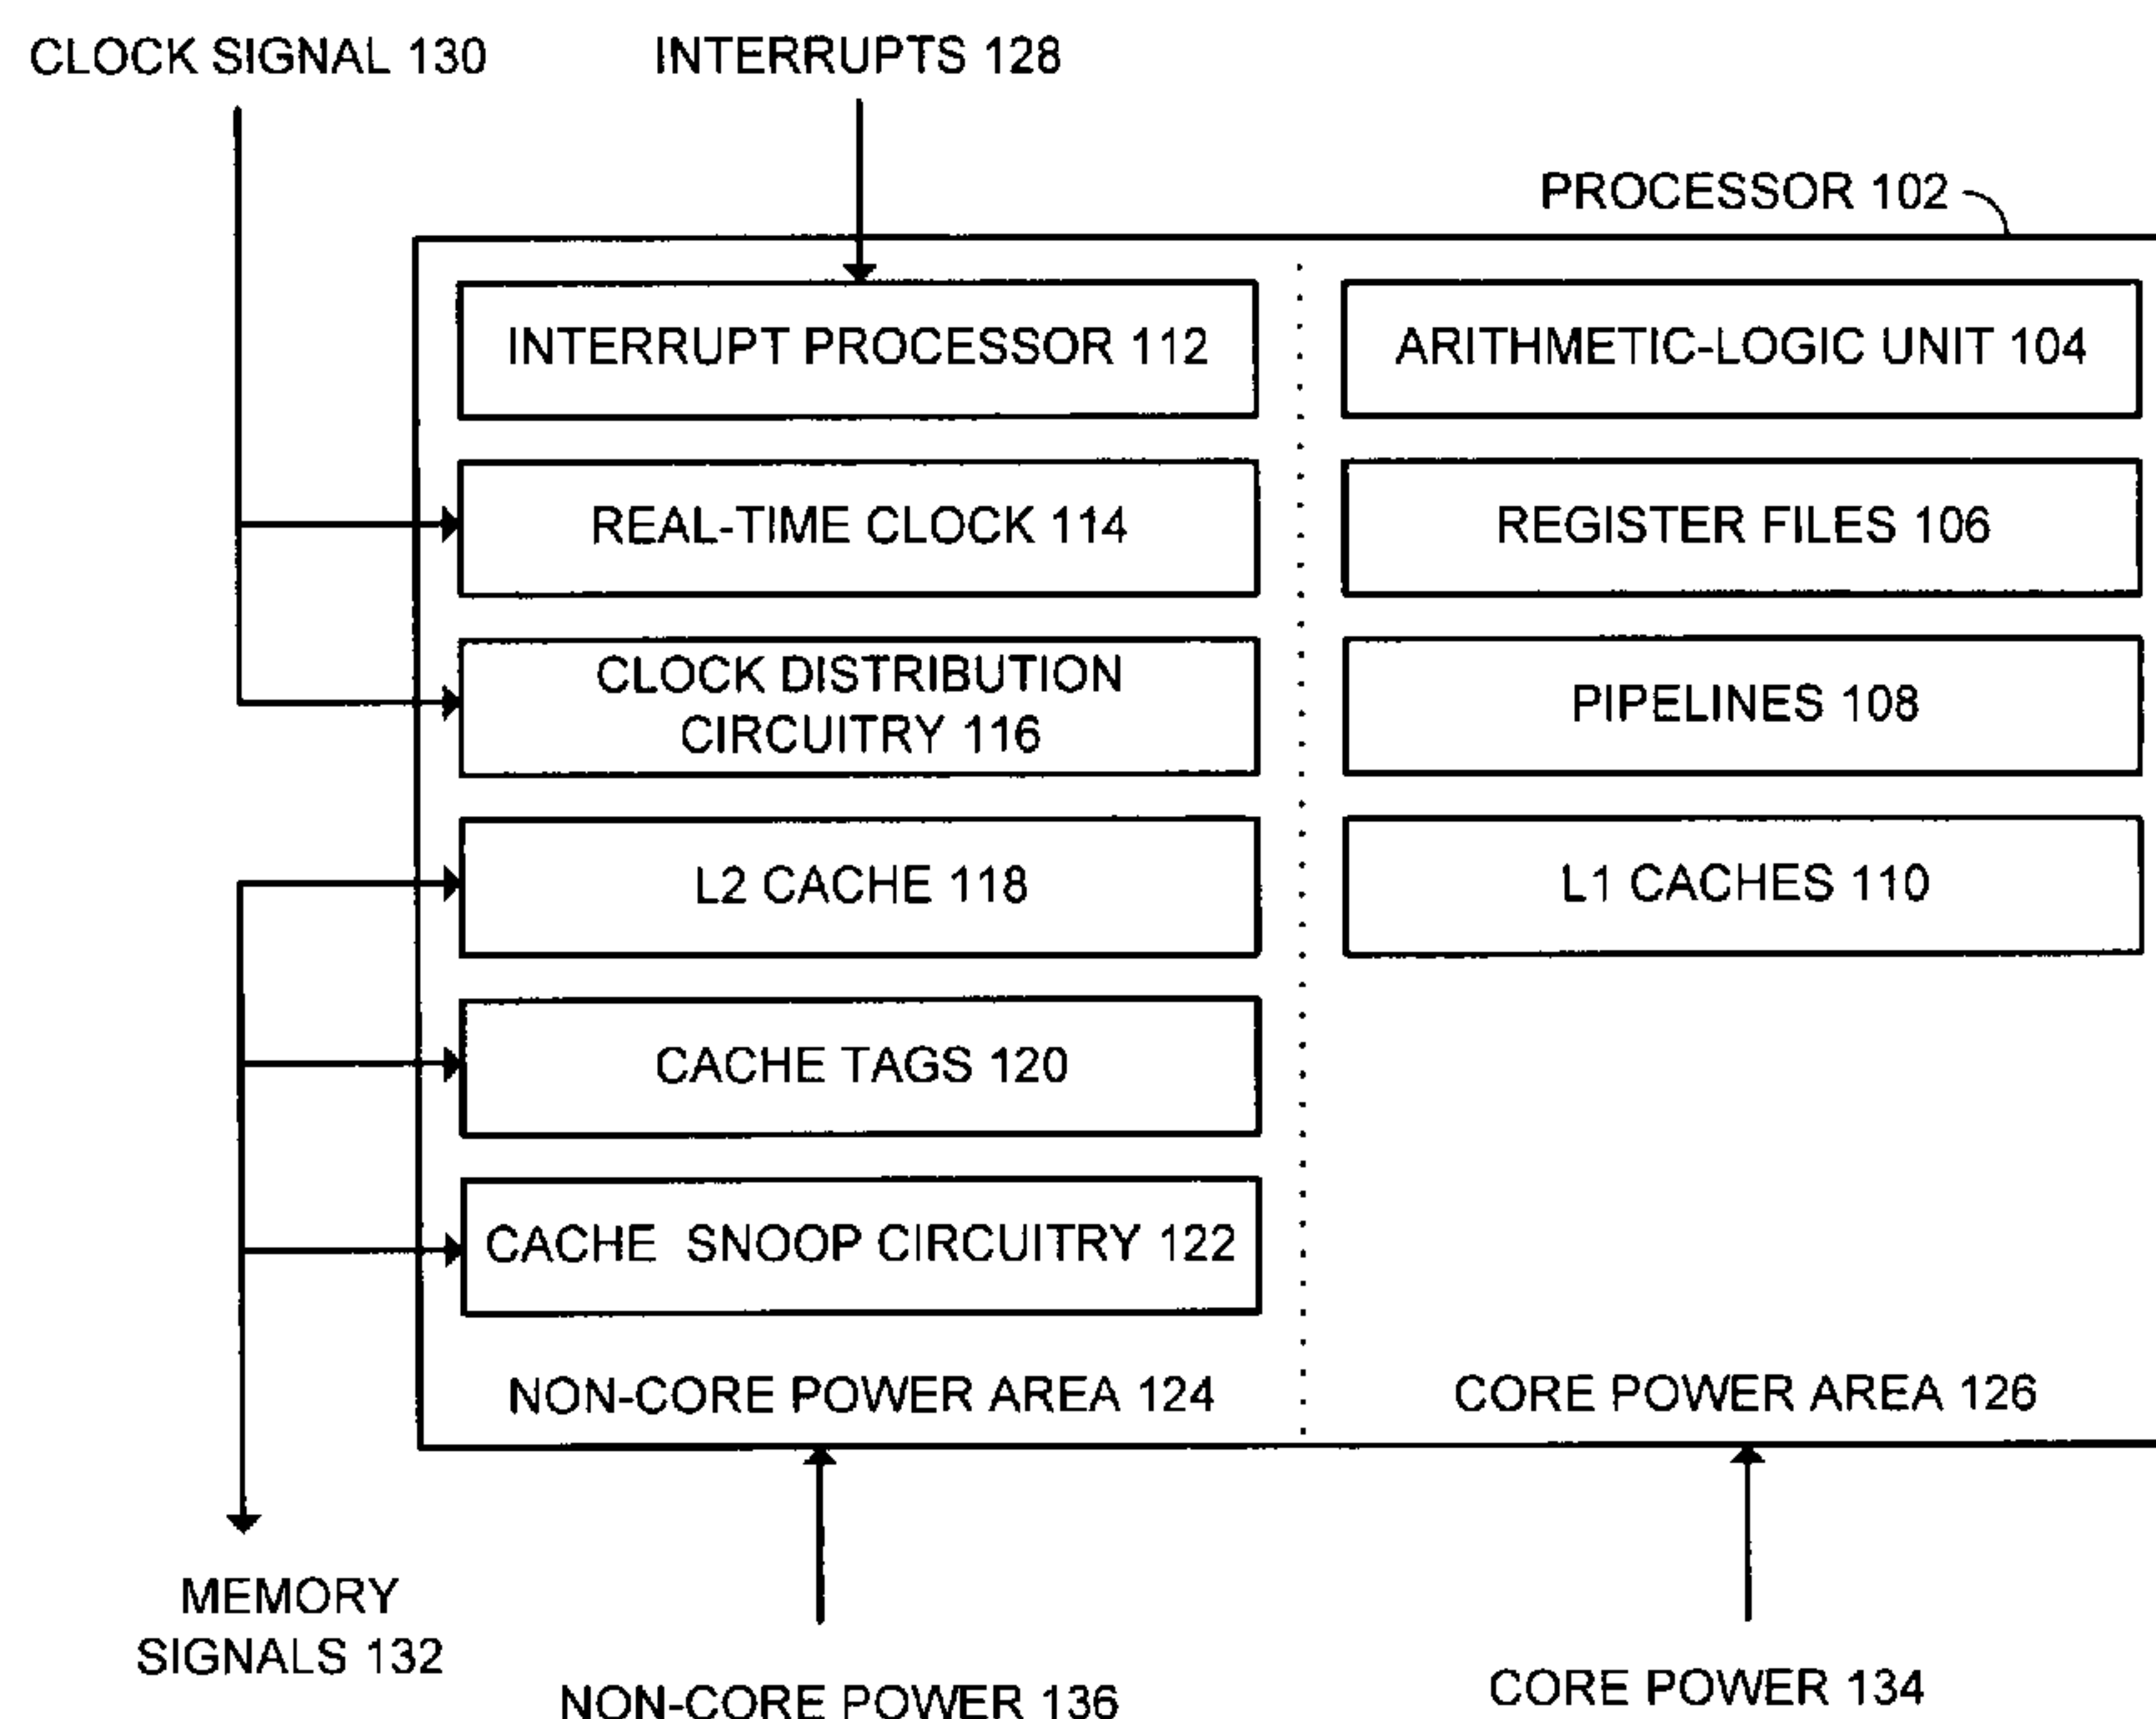 CLOCK SIGNAL 130
INTERRUPTS 128
PROCESSOR 102
INTERRUPT PROCESSOR 112
ARITHMETIC-LOGIC UNIT 104
REAL-TIME CLOCK 114
REGISTER FILES 106
CLOCK DISTRIBUTION
CIRCUITRY 116
PIPELINES 108
L2 CACHE 118
L1 CACHES 110
CACHE TAGS 120
CACHE SNOOP CIRCUITRY 122
NON-CORE POWER AREA 124
CORE POWER AREA 126
MEMORY
SIGNALS 132
NON-CORE POWER 136
CORE POWER 134